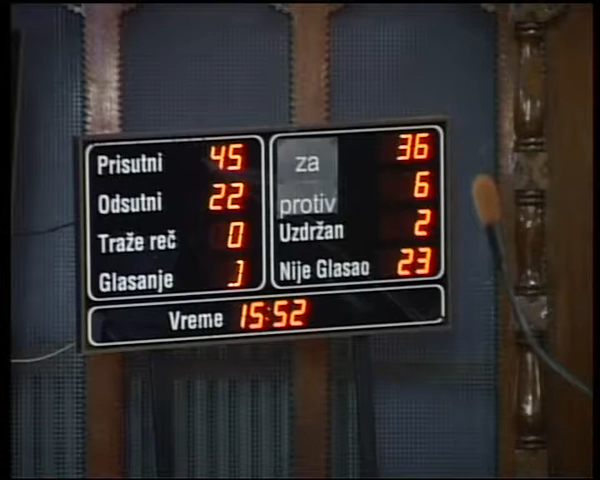 Prisutni 45
Odsutni 22
Traže reč 0
Glasanje
za 36
protiv 6
Uzdržan 2
Nije Glasao 23
Vreme 15:52